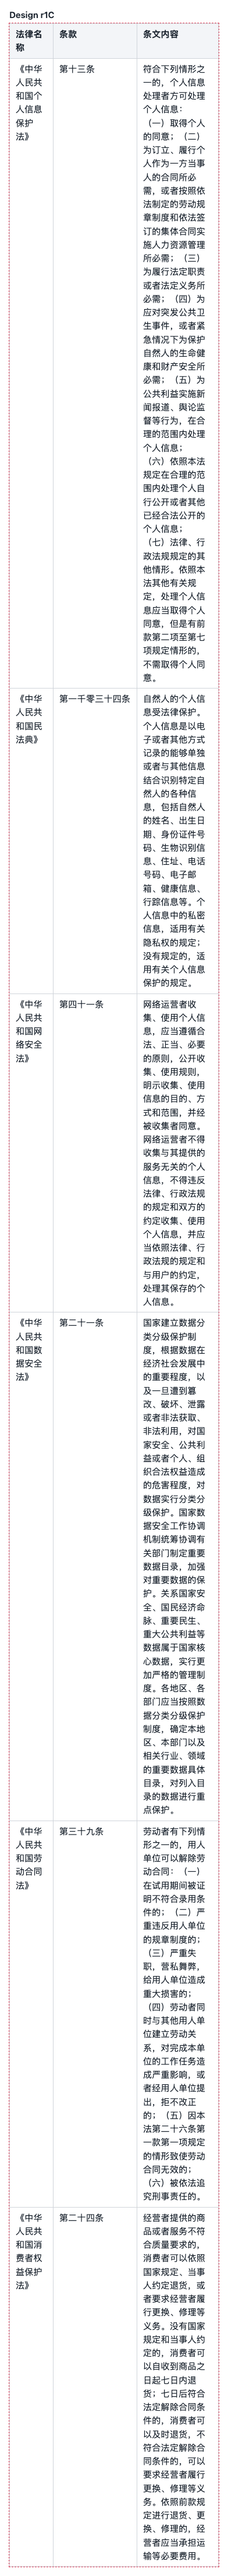 Design r1C
法律名
称
条款
条文内容
《中华
人民共
和国个
人信息
保护
法》
第十三条
符合下列情形之
一的，个人信息
处理者方可处理
个人信息：
（一）取得个人
的同意；（二）
为订立、履行个
人作为一方当事
人的合同所必
需，或者按照依
法制定的劳动规
章制度和依法签
订的集体合同实
施人力资源管理
所必需；（三）
为履行法定职责
或者法定义务所
必需；（四）为
应对突发公共卫
生事件，或者紧
急情况下为保护
自然人的生命健
康和财产安全所
必需；（五）为
公共利益实施新
闻报道、舆论监
督等行为，在合
理的范围内处理
个人信息；
（六）依照本法
规定在合理的范
围内处理个人自
行公开或者其他
已经合法公开的
个人信息；
（七）法律、行
政法规规定的其
他情形。依照本
法其他有关规
定，处理个人信
息应当取得个人
同意，但是有前
款第二项至第七
项规定情形的，
不需取得个人同
意。
《中华
人民共
和国民
法典》
第一千零三十四条
自然人的个人信
息受法律保护。
个人信息是以电
子或者其他方式
记录的能够单独
或者与其他信息
结合识别特定自
然人的各种信
息，包括自然人
的姓名、出生日
期、身份证件号
码、生物识别信
息、住址、电话
号码、电子邮
箱、健康信息、
行踪信息等。个
人信息中的私密
信息，适用有关
隐私权的规定；
没有规定的，适
用有关个人信息
保护的规定。
《中华
人民共
和国网
络安全
法》
第四十一条
网络运营者收
集、使用个人信
息，应当遵循合
法、正当、必要
的原则，公开收
集、使用规则，
明示收集、使用
信息的目的、方
式和范围，并经
被收集者同意。
网络运营者不得
收集与其提供的
服务无关的个人
信息，不得违反
法律、行政法规
的规定和双方的
约定收集、使用
个人信息，并应
当依照法律、行
政法规的规定和
与用户的约定，
处理其保存的个
人信息。
《中华
人民共
和国数
据安全
法》
第二十一条
国家建立数据分
类分级保护制
度，根据数据在
经济社会发展中
的重要程度，以
及一旦遭到篡
改、破坏、泄露
或者非法获取、
非法利用，对国
家安全、公共利
益或者个人、组
织合法权益造成
的危害程度，对
数据实行分类分
级保护。国家数
据安全工作协调
机制统筹协调有
关部门制定重要
数据目录，加强
对重要数据的保
护。关系国家安
全、国民经济命
脉、重要民生、
重大公共利益等
数据属于国家核
心数据，实行更
加严格的管理制
度。各地区、各
部门应当按照数
据分类分级保护
制度，确定本地
区、本部门以及
相关行业、领域
的重要数据具体
目录，对列入目
录的数据进行重
点保护。
《中华
人民共
和国劳
动合同
法》
第三十九条
劳动者有下列情
形之一的，用人
单位可以解除劳
动合同：（一）
在试用期间被证
明不符合录用条
件的；（二）严
重违反用人单位
的规章制度的；
（三）严重失
职，营私舞弊，
给用人单位造成
重大损害的；
（四）劳动者同
时与其他用人单
位建立劳动关
系，对完成本单
位的工作任务造
成严重影响，或
者经用人单位提
出，拒不改正
的；（五）因本
法第二十六条第
一款第一项规定
的情形致使劳动
合同无效的；
（六）被依法追
究刑事责任的。
《中华
人民共
和国消
费者权
益保护
法》
第二十四条
经营者提供的商
品或者服务不符
合质量要求的，
消费者可以依照
国家规定、当事
人约定退货，或
者要求经营者履
行更换、修理等
义务。没有国家
规定和当事人约
定的，消费者可
以自收到商品之
日起七日内退
货；七日后符合
法定解除合同条
件的，消费者可
以及时退货，不
符合法定解除合
同条件的，可以
要求经营者履行
更换、修理等义
务。依照前款规
定进行退货、更
换、修理的，经
营者应当承担运
输等必要费用。